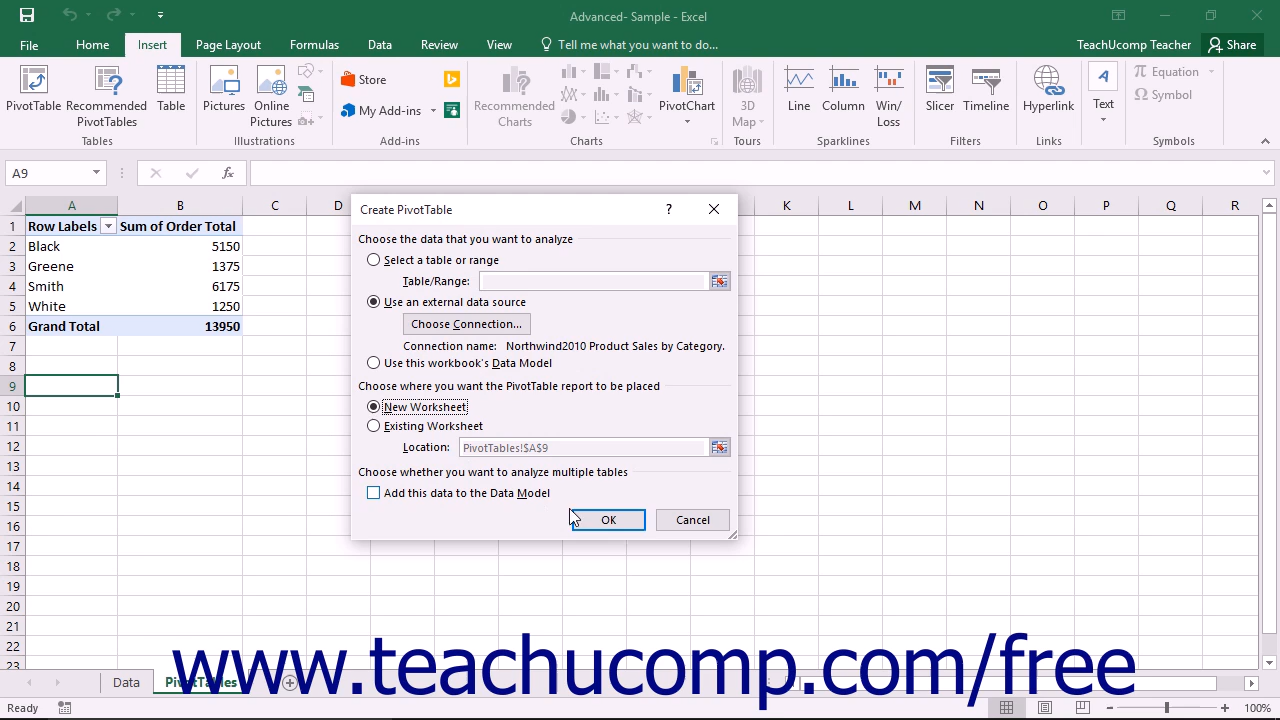 Advanced- Sample - Excel
File Home Insert Page Layout Formulas Data Review View Tell me what you want to do... TeachUcomp Teacher Share
PivotTable Recommended PivotTables Table
Tables
Pictures Online Pictures
Illustrations
Store
My Add-ins
Add-ins
Recommended Charts
PivotChart
Charts
3D Map
Tours
Line Column Win/ Loss
Sparklines
Slicer Timeline
Filters
Hyperlink
Links
Text
Equation
Symbol
Symbols
A9
fx
A B C D K L M N O P Q R
1 Row Labels Sum of Order Total
2 Black 5150
3 Greene 1375
4 Smith 6175
5 White 1250
6 Grand Total 13950
7
8
9
10
11
12
13
14
15
16
17
18
19
20
21
22
23
Create PivotTable ?
Choose the data that you want to analyze
Select a table or range
Table/Range:
Use an external data source
Choose Connection...
Connection name: Northwind2010 Product Sales by Category.
Use this workbook's Data Model
Choose where you want the PivotTable report to be placed
New Worksheet
Existing Worksheet
Location: PivotTables!$A$9
Choose whether you want to analyze multiple tables
Add this data to the Data Model
OK Cancel
www.teachucomp.com/free
Data PivotTables
Ready 100%